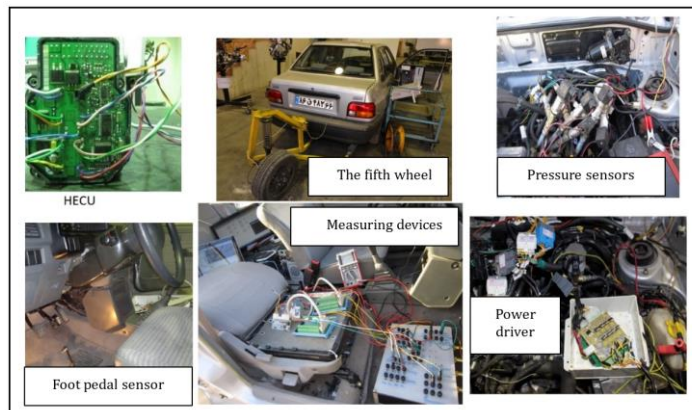 HECU
The fifth wheel
Pressure sensors
Measuring devices
Foot pedal sensor
Power
driver